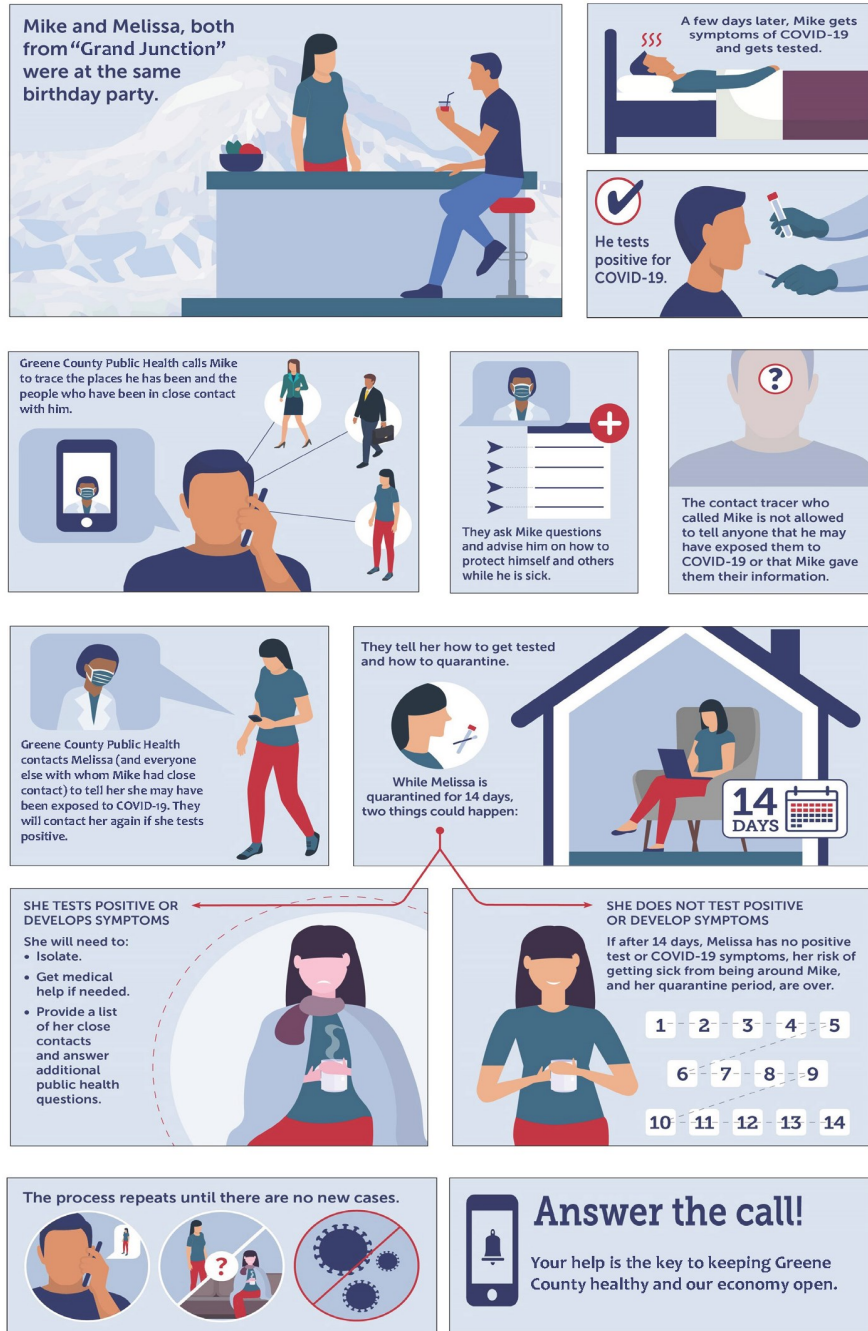 Mike and Melissa, both
from “Grand Junction”
were at the same
birthday party.
A few days later, Mike gets
symptoms of COVID-19
and gets tested.
He tests
positive for
COVID-19.
Greene County Public Health calls Mike
to trace the places he has been and the
people who have been in close contact
with him.
They ask Mike questions
and advise him on how to
protect himself and others
while he is sick.
?
The contact tracer who
called Mike is not allowed
to tell anyone that he may
have exposed them to
COVID-19 or that Mike gave
them their information.
Greene County Public Health
contacts Melissa (and everyone
else with whom Mike had close
contact) to tell her she may have
been exposed to COVID-19. They
will contact her again if she tests
positive.
They tell her how to get tested
and how to quarantine.
While Melissa is
quarantined for 14 days,
two things could happen:
14
DAYS
SHE TESTS POSITIVE OR
DEVELOPS SYMPTOMS
She will need to:
• Isolate.
• Get medical
help if needed.
• Provide a list
of her close
contacts
and answer
additional
public health
questions.
SHE DOES NOT TEST POSITIVE
OR DEVELOP SYMPTOMS
If after 14 days, Melissa has no positive
test or COVID-19 symptoms, her risk of
getting sick from being around Mike,
and her quarantine period, are over.
1 2 3 4 5
6 7 8 9
10 11 12 13 14
The process repeats until there are no new cases.
?
Answer the call!
Your help is the key to keeping Greene
County healthy and our economy open.